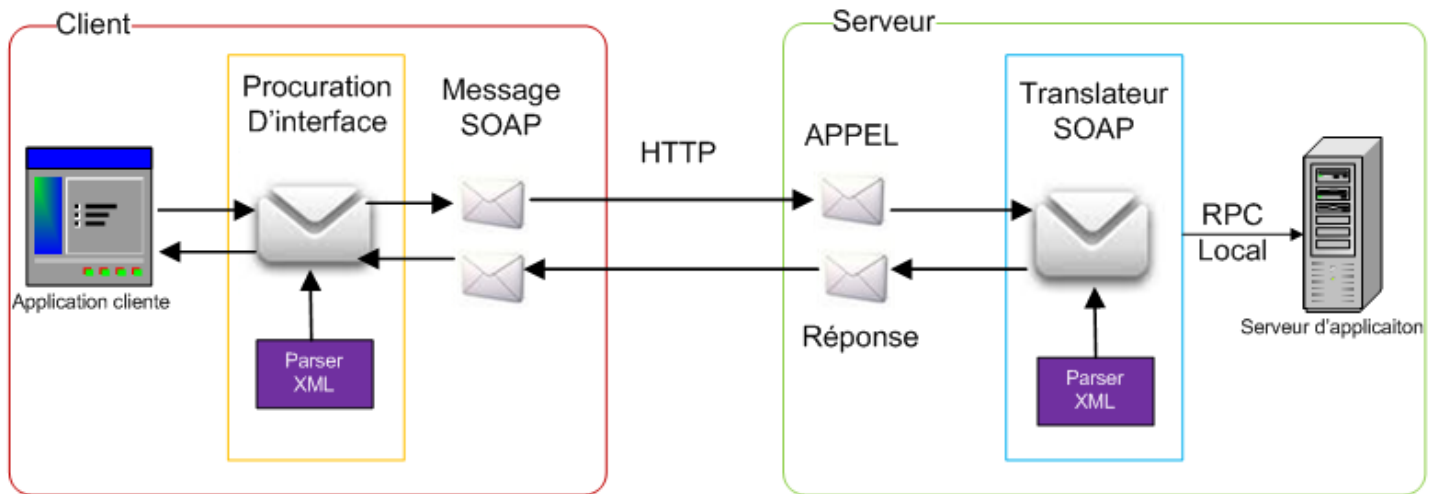 Client
Serveur
Procuration
D'interface
Message
SOAP
HTTP
APPEL
Translateur
SOAP
RPC
Local
Application cliente
Réponse
Serveur d'applicaiton
Parser
XML
Parser
XML